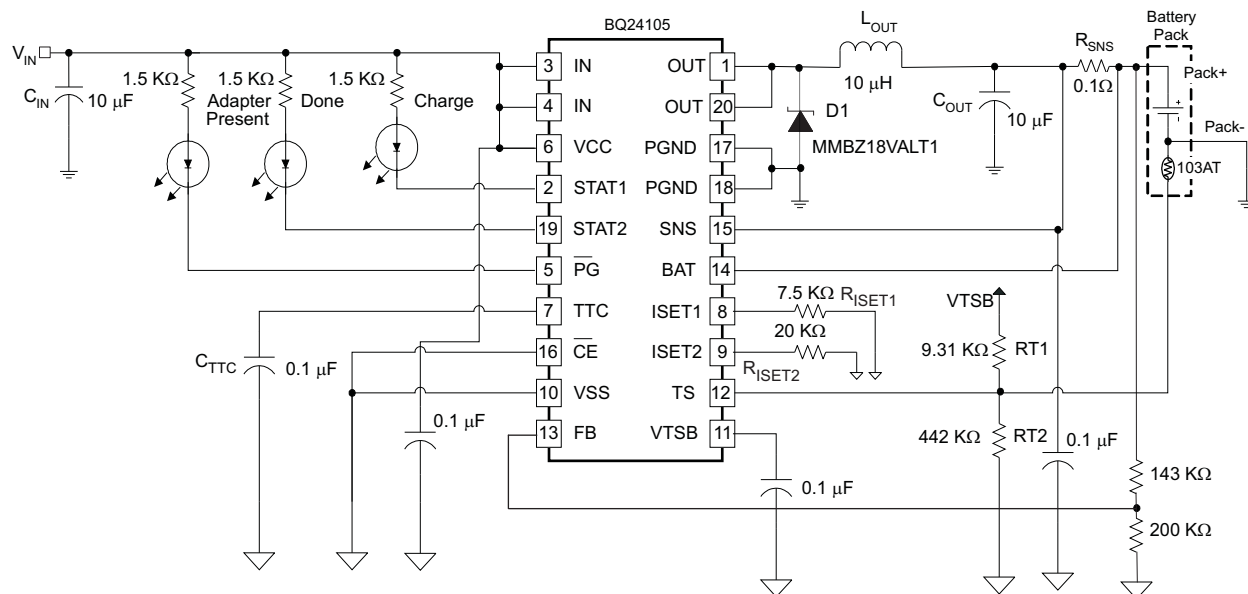 BQ24105
V_IN
C_IN
10 μF
1.5 KΩ
Adapter
Present
1.5 KΩ
Done
1.5 KΩ
Charge
3 IN
4 IN
6 VCC
2 STAT1
19 STAT2
5 PG
7 TTC
16 CE
10 VSS
13 FB
OUT 1
OUT 20
PGND 17
PGND 18
SNS 15
BAT 14
ISET1 8
ISET2 9
TS 12
VTSB 11
L_OUT
10 μH
D1
MMBZ18VALT1
C_OUT
10 μF
R_SNS
0.1Ω
Battery
Pack
Pack+
+
Pack-
103AT
7.5 KΩ
R_ISET1
20 KΩ
R_ISET2
VTSB
9.31 KΩ
RT1
442 KΩ
RT2
0.1 μF
143 KΩ
200 KΩ
0.1 μF
C_TTC
0.1 μF
0.1 μF